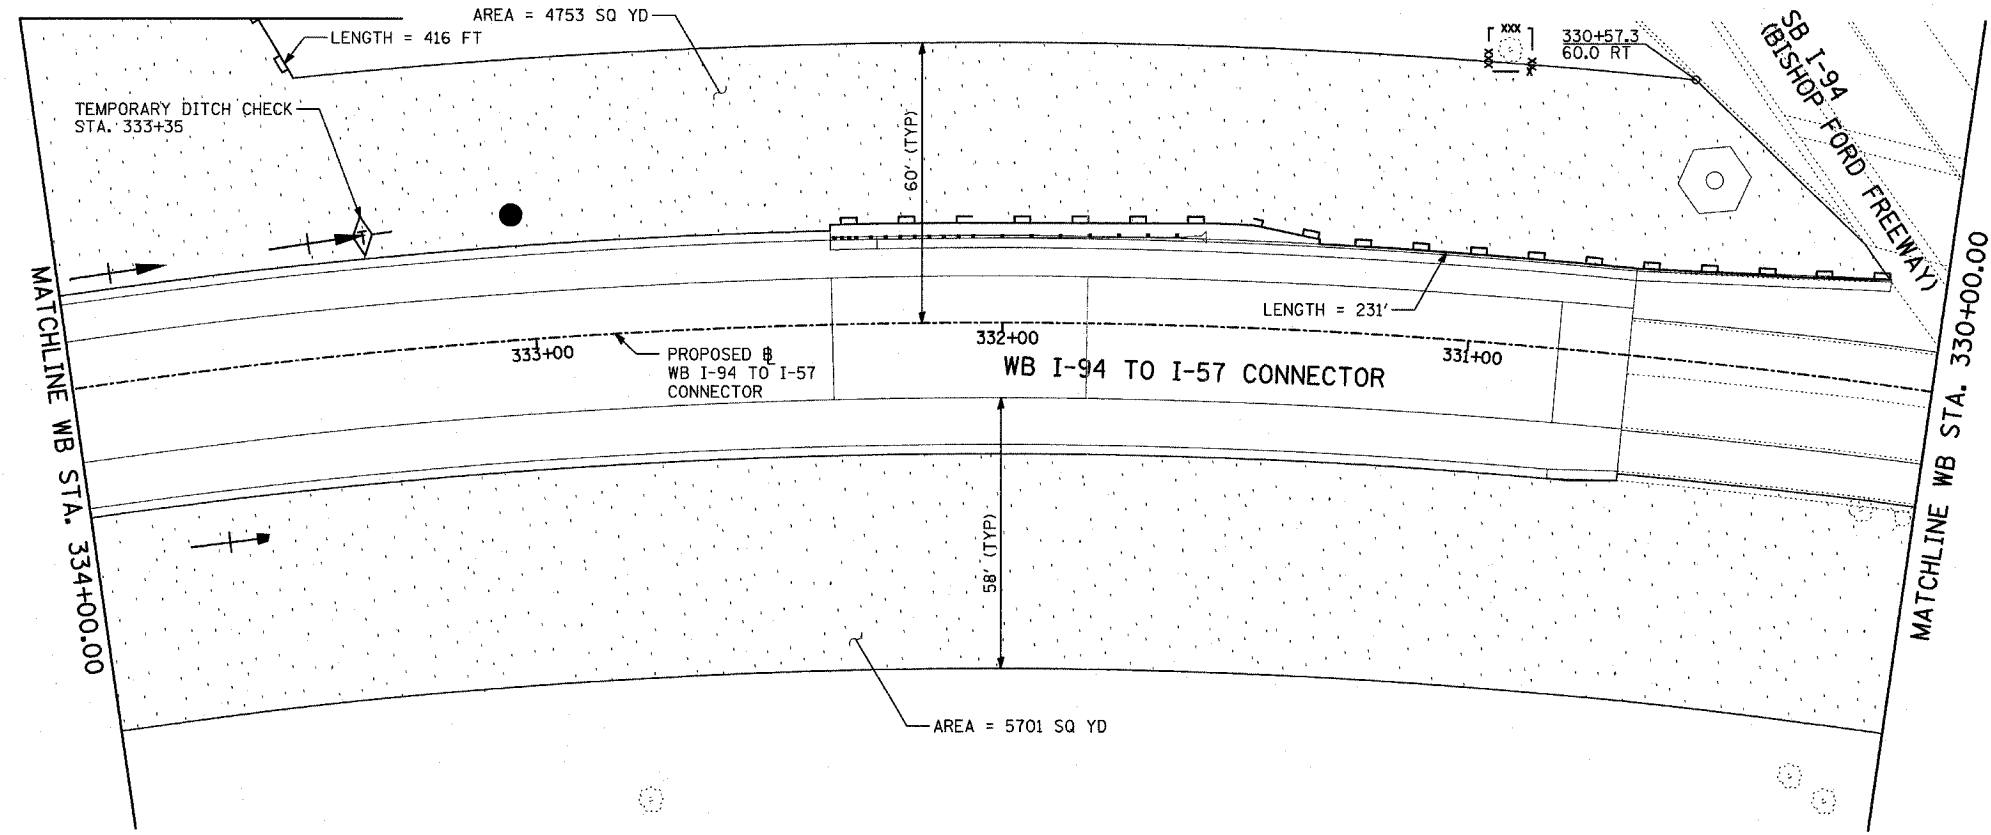 AREA = 4753 SQ YD
LENGTH = 416 FT
XXX
XX
XX
330+57.3
60.0 RT
SB I-94
(BISHOP FORD FREEWAY)
TEMPORARY DITCH CHECK
STA. 333+35
T
60' (TYP)
LENGTH = 231'
MATCHLINE WB STA. 334+00.00
MATCHLINE WB STA. 330+00.00
333+00
332+00
331+00
PROPOSED ℄
WB I-94 TO I-57
CONNECTOR
WB I-94 TO I-57 CONNECTOR
58' (TYP)
AREA = 5701 SQ YD